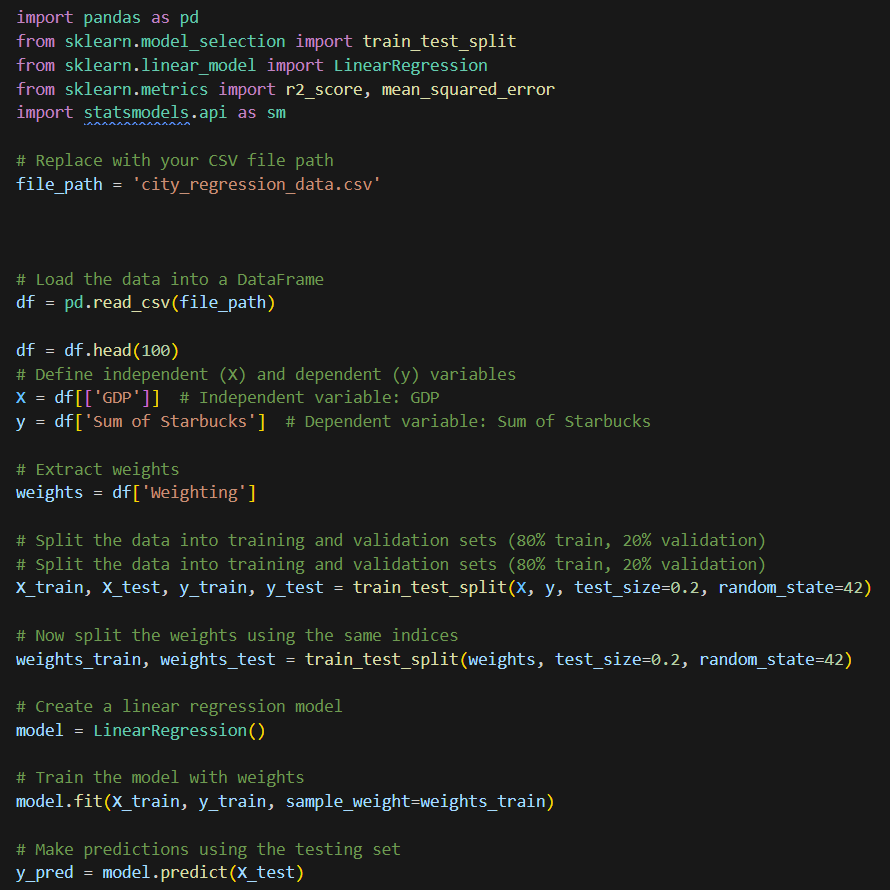 import pandas as pd
from sklearn.model_selection import train_test_split
from sklearn.linear_model import LinearRegression
from sklearn.metrics import r2_score, mean_squared_error
import statsmodels.api as sm
# Replace with your CSV file path
file_path = 'city_regression_data.csv'
# Load the data into a DataFrame
df = pd.read_csv(file_path)
df = df.head(100)
# Define independent (X) and dependent (y) variables
X = df[['GDP']]  # Independent variable: GDP
y = df['Sum of Starbucks']  # Dependent variable: Sum of Starbucks
# Extract weights
weights = df['Weighting']
# Split the data into training and validation sets (80% train, 20% validation)
# Split the data into training and validation sets (80% train, 20% validation)
X_train, X_test, y_train, y_test = train_test_split(X, y, test_size=0.2, random_state=42)
# Now split the weights using the same indices
weights_train, weights_test = train_test_split(weights, test_size=0.2, random_state=42)
# Create a linear regression model
model = LinearRegression()
# Train the model with weights
model.fit(X_train, y_train, sample_weight=weights_train)
# Make predictions using the testing set
y_pred = model.predict(X_test)